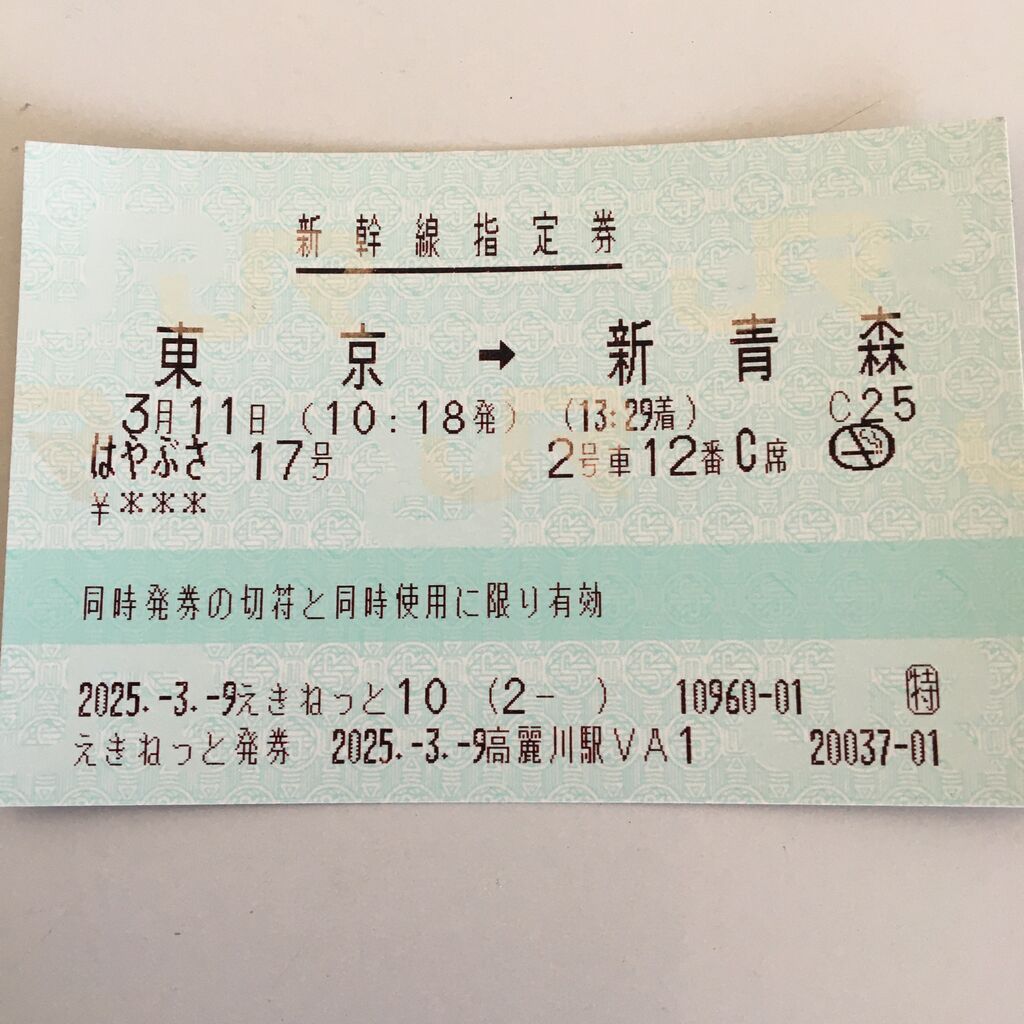 新幹線指定券
東京→新青森
3月11日（10：18発）（13:29着）C25
はやぶさ 17号 2号車12番C席
¥***
同時発券の切符と同時使用に限り有効
2025.-3.-9えきねっと10（2-　）10960-01 特
えきねっと発券 2025.-3.-9高麗川駅VA1 20037-01